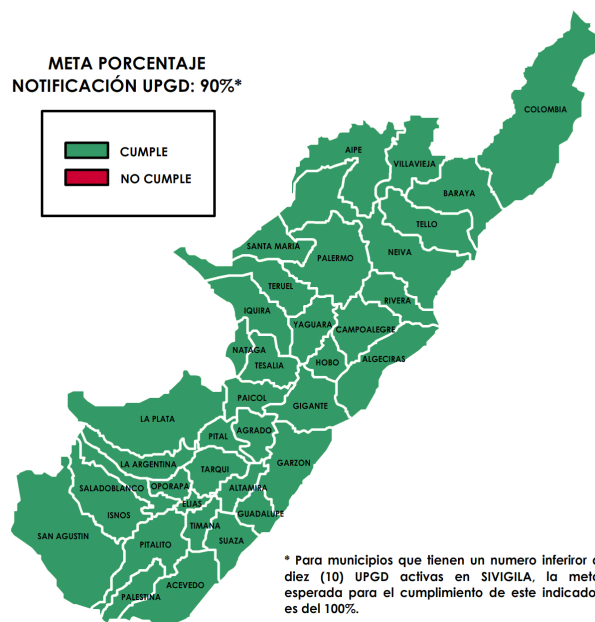 META PORCENTAJE
NOTIFICACIÓN UPGD: 90%*
CUMPLE
NO CUMPLE
COLOMBIA
AIPE
VILLAVIEJA
BARAYA
TELLO
SANTA MARIA
PALERMO
NEIVA
TERUEL
RIVERA
IQUIRA
YAGUARA
CAMPOALEGRE
NATAGA
TESALIA
HOBO
ALGECIRAS
PAICOL
GIGANTE
LA PLATA
PITAL
AGRADO
LA ARGENTINA
TARQUI
GARZON
SALADOBLANCO
OPORAPA
ALTAMIRA
ELIAS
ISNOS
GUADALUPE
SAN AGUSTIN
TIMANA
PITALITO
SUAZA
ACEVEDO
PALESTINA
* Para municipios que tienen un numero inferiror a
diez (10) UPGD activas en SIVIGILA, la meta
esperada para el cumplimiento de este indicado
es del 100%.